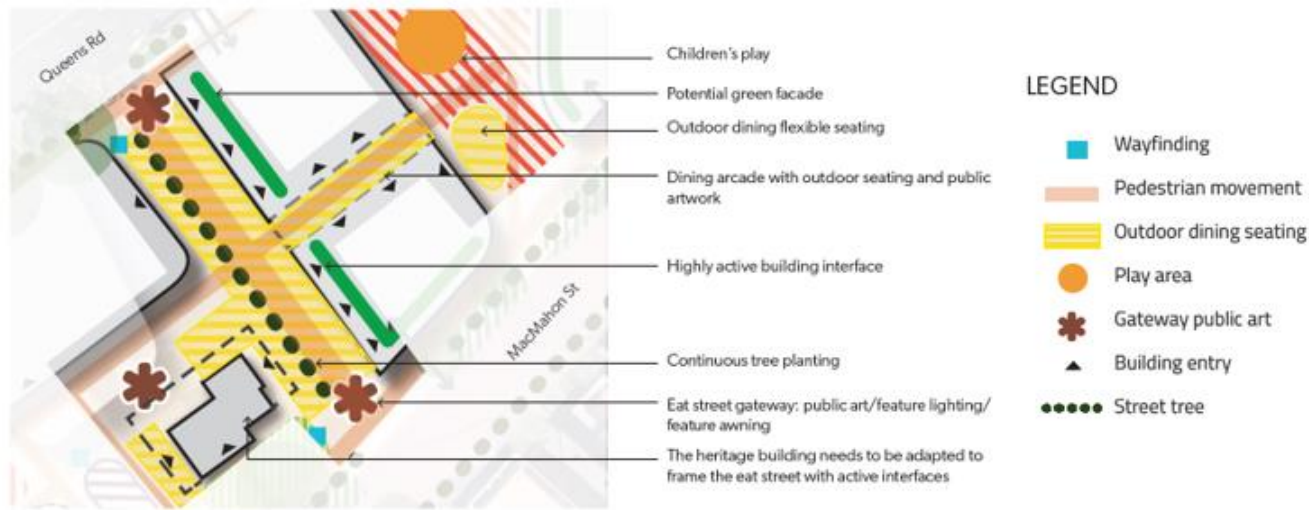 Queens Rd
MacMahon St
Children's play
Potential green facade
Outdoor dining flexible seating
Dining arcade with outdoor seating and public
artwork
Highly active building interface
Continuous tree planting
Eat street gateway: public art/feature lighting/
feature awning
The heritage building needs to be adapted to
frame the eat street with active interfaces
LEGEND
Wayfinding
Pedestrian movement
Outdoor dining seating
Play area
Gateway public art
Building entry
Street tree